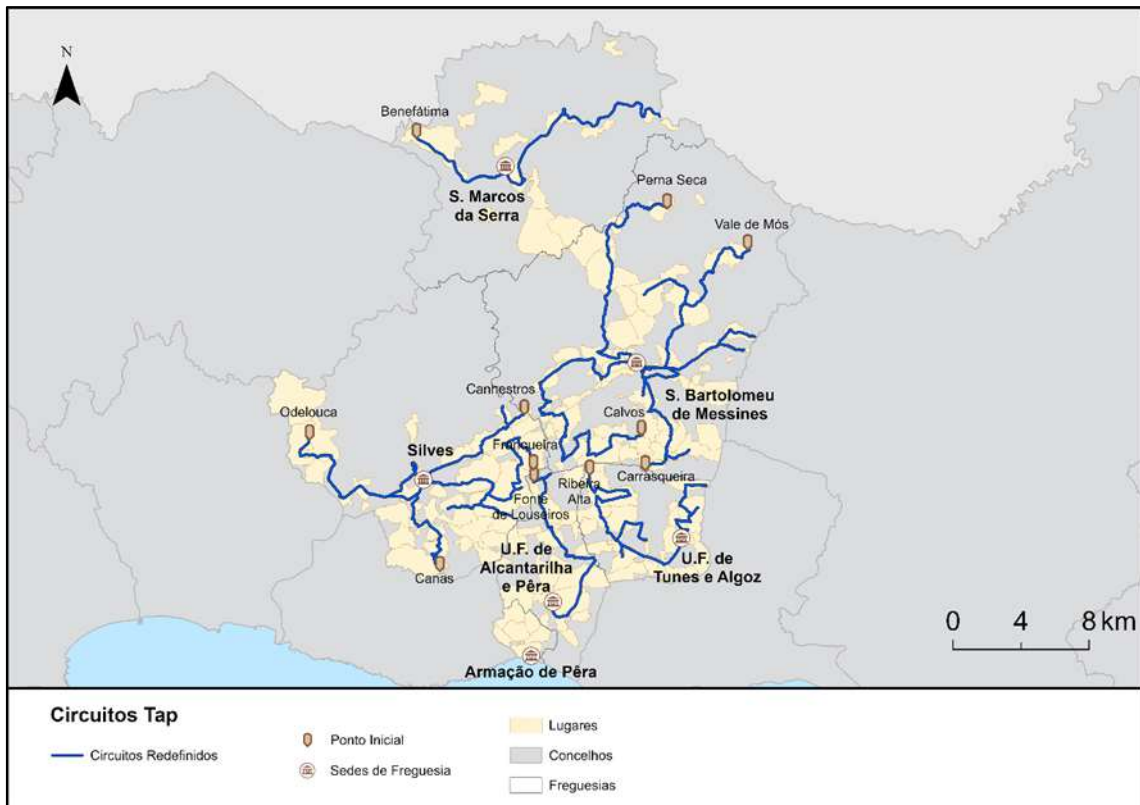 N
Benefátima
S. Marcos
da Serra
Perna Seca
Vale de Mós
Canhestros
S. Bartolomeu
de Messines
Odelouca
Calvos
Silves
Franqueira
Carrasqueira
Ribeira
Alta
Fonte
de Louseiros
U.F. de
Alcantarilha
e Pêra
U.F. de
Tunes e Algoz
Canas
0 4 8 km
Armação de Pêra
Circuitos Tap
Circuitos Redefinidos
Ponto Inicial
Sedes de Freguesia
Lugares
Concelhos
Freguesias